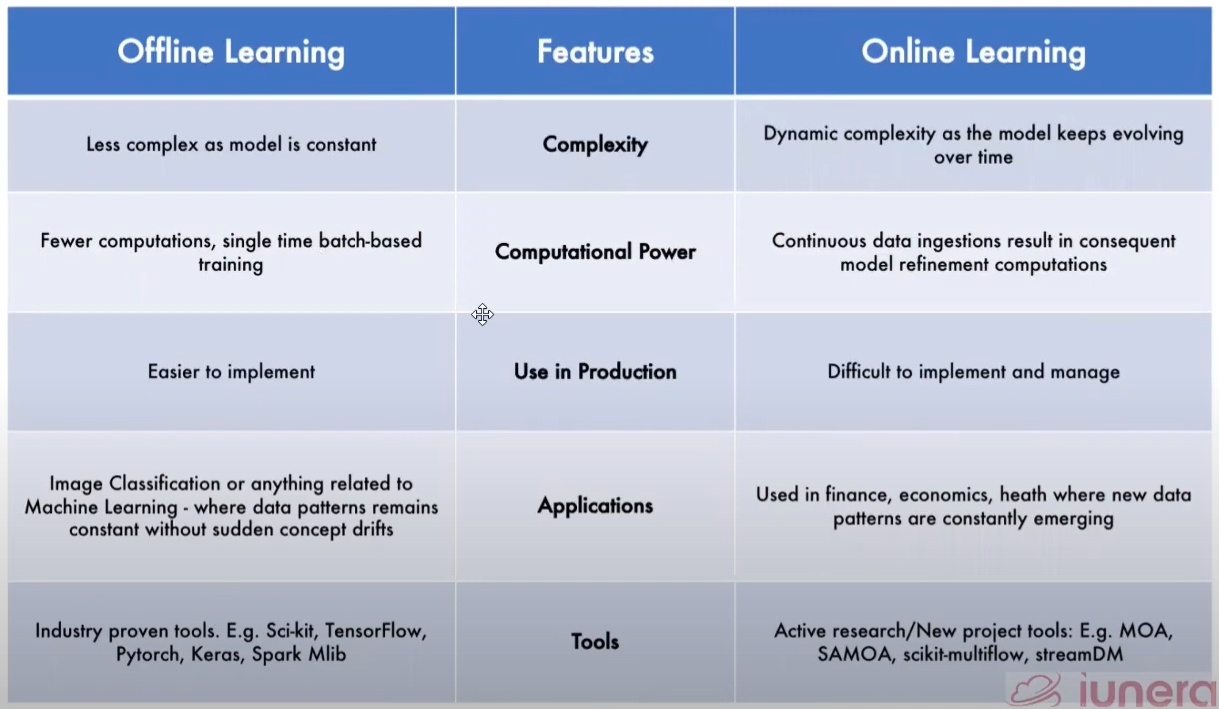 Offline Learning
Features
Online Learning
Less complex as model is constant
Complexity
Dynamic complexity as the model keeps evolving
over time
Fewer computations, single time batch-based
training
Computational Power
Continuous data ingestions result in consequent
model refinement computations
Easier to implement
Use in Production
Difficult to implement and manage
Image Classification or anything related to
Machine Learning - where data patterns remains
constant without sudden concept drifts
Applications
Used in finance, economics, heath where new data
patterns are constantly emerging
Industry proven tools. E.g. Sci-kit, TensorFlow,
Pytorch, Keras, Spark Mlib
Tools
Active research/New project tools: E.g. MOA,
SAMOA, scikit-multiflow, streamDM
iunera